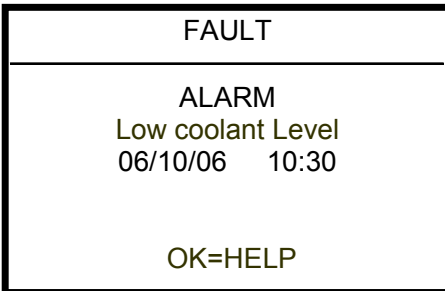 FAULT
ALARM
Low coolant Level
06/10/06 10:30
OK=HELP